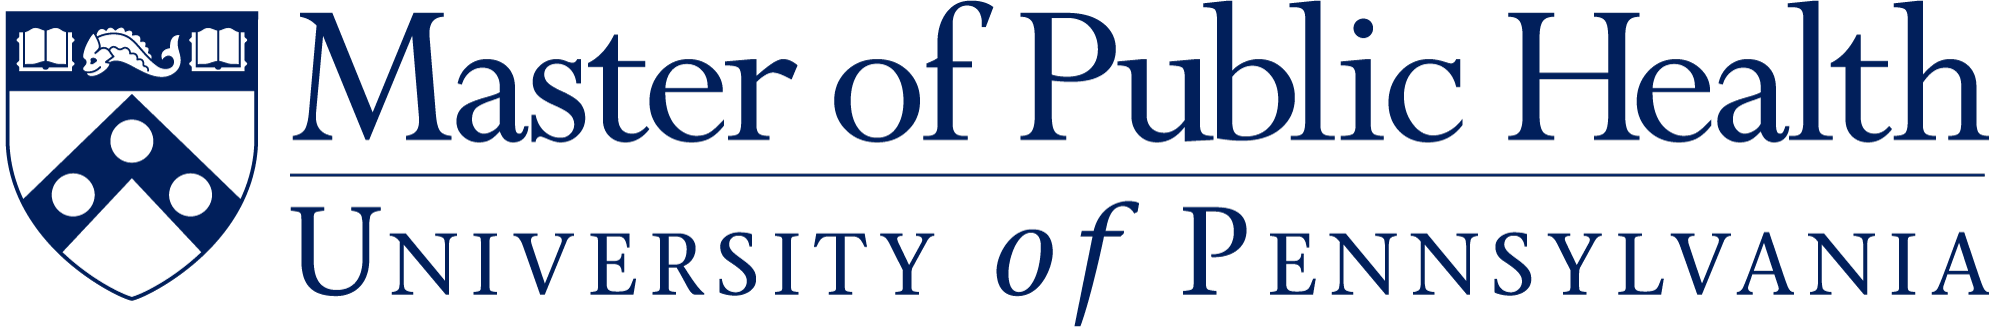 Master of Public Health
UNIVERSITY of PENNSYLVANIA